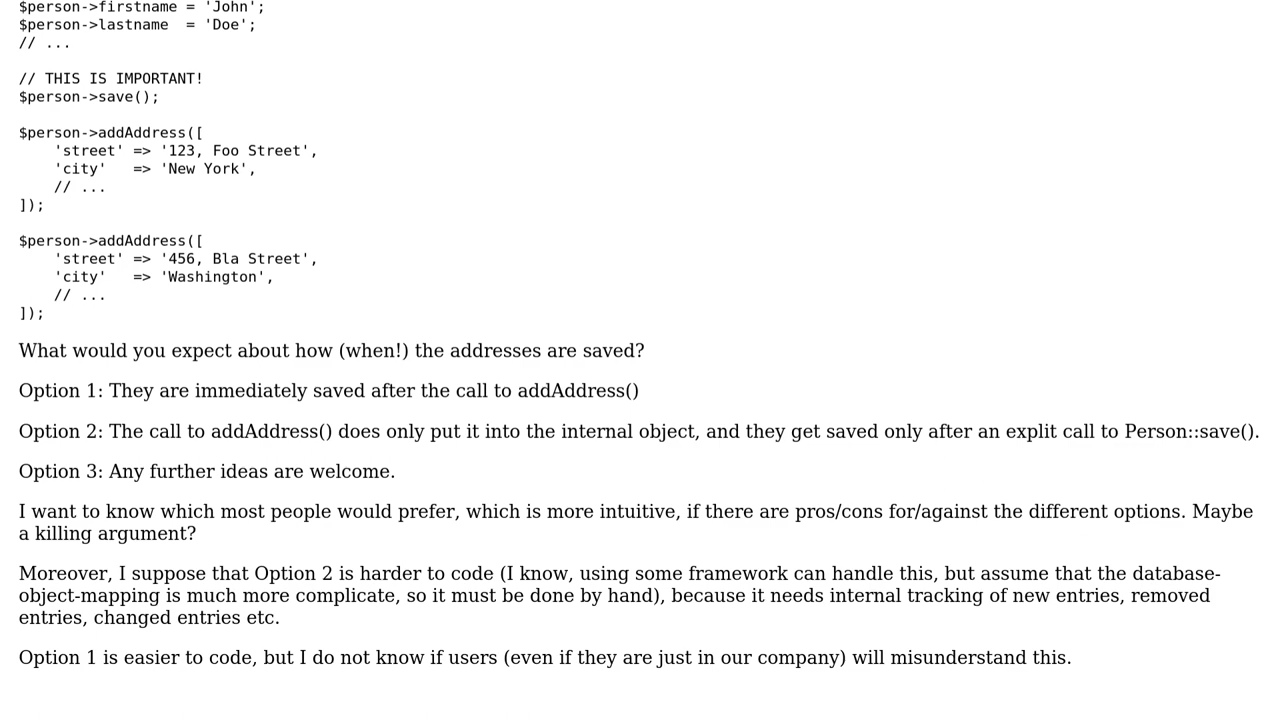 $person->firstname = 'John';
$person->lastname  = 'Doe';
// ...

// THIS IS IMPORTANT!
$person->save();

$person->addAddress([
    'street' => '123, Foo Street',
    'city'   => 'New York',
    // ...
]);

$person->addAddress([
    'street' => '456, Bla Street',
    'city'   => 'Washington',
    // ...
]);
What would you expect about how (when!) the addresses are saved?
Option 1: They are immediately saved after the call to addAddress()
Option 2: The call to addAddress() does only put it into the internal object, and they get saved only after an explit call to Person::save().
Option 3: Any further ideas are welcome.
I want to know which most people would prefer, which is more intuitive, if there are pros/cons for/against the different options. Maybe
a killing argument?
Moreover, I suppose that Option 2 is harder to code (I know, using some framework can handle this, but assume that the database-
object-mapping is much more complicate, so it must be done by hand), because it needs internal tracking of new entries, removed
entries, changed entries etc.
Option 1 is easier to code, but I do not know if users (even if they are just in our company) will misunderstand this.